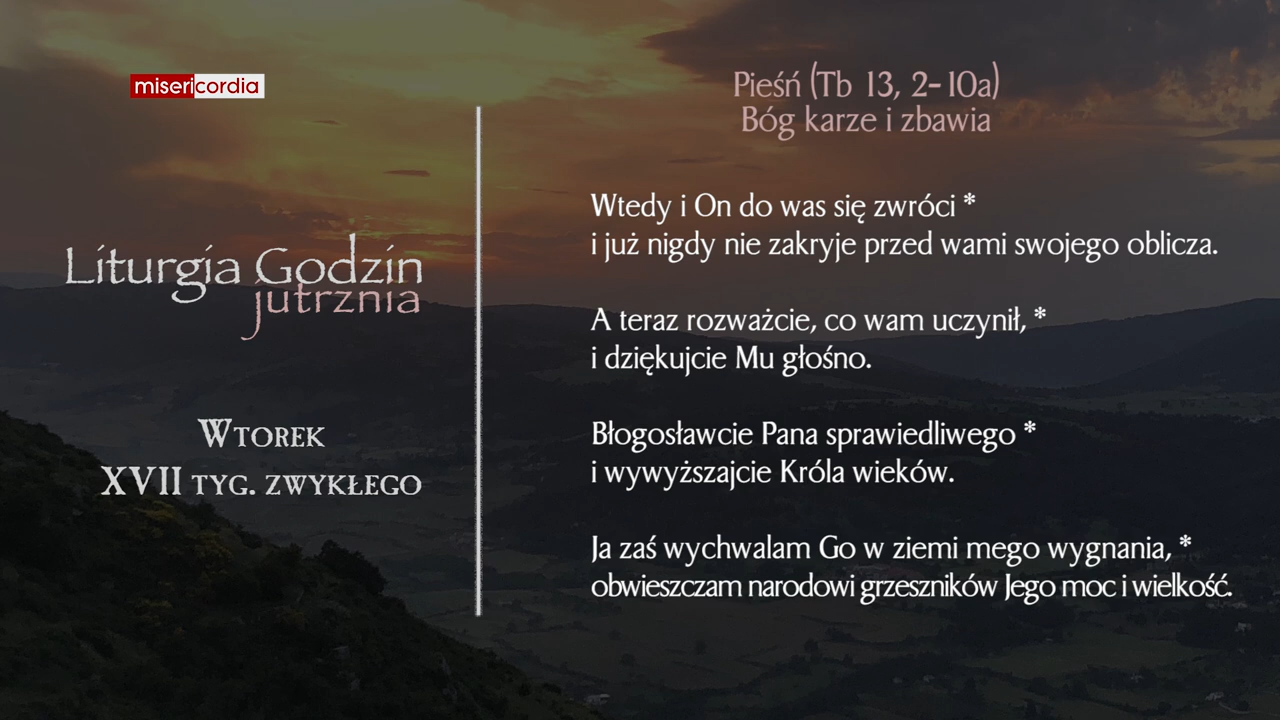 misericordia
Liturgia Godzin
jutrznia
Wtorek
XVII tyg. zwykłego
Pieśń (Tb 13, 2-10a)
Bóg karze i zbawia
Wtedy i On do was się zwróci *
i już nigdy nie zakryje przed wami swojego oblicza.
A teraz rozważcie, co wam uczynił, *
i dziękujcie Mu głośno.
Błogosławcie Pana sprawiedliwego *
i wywyższajcie Króla wieków.
Ja zaś wychwalam Go w ziemi mego wygnania, *
obwieszczam narodowi grzeszników Jego moc i wielkość.